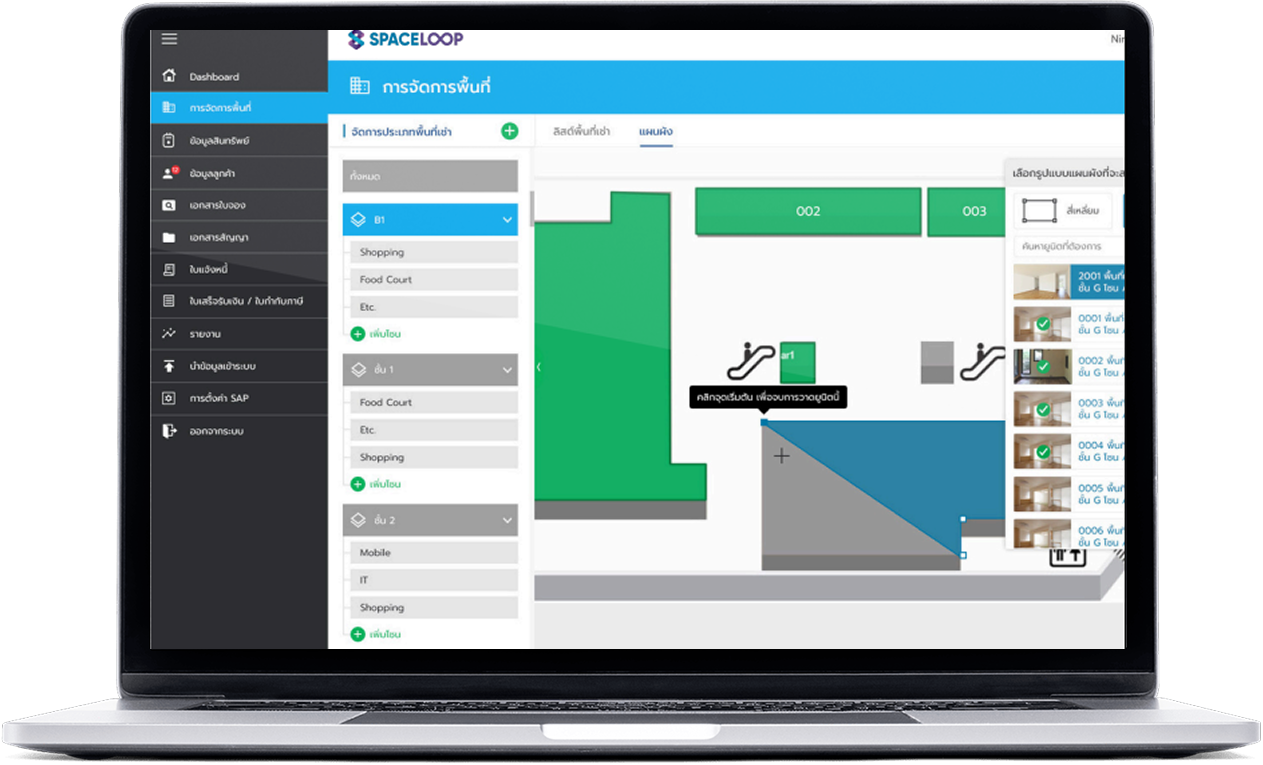 SPACELOOP
Nir
Dashboard
การจัดการพื้นที่
ข้อมูลสินทรัพย์
12
ข้อมูลลูกค้า
เอกสารใบจอง
เอกสารสัญญา
ใบแจ้งหนี้
ใบเสร็จรับเงิน / ใบกำกับภาษี
รายงาน
นำข้อมูลเข้าระบบ
การตั้งค่า SAP
ออกจากระบบ
การจัดการพื้นที่
จัดการประเภทพื้นที่เช่า
ทั้งหมด
B1
Shopping
Food Court
Etc.
เพิ่มโซน
ชั้น 1
Food Court
Etc.
Shopping
เพิ่มโซน
ชั้น 2
Mobile
IT
Shopping
เพิ่มโซน
ลิสต์พื้นที่เช่า
แผนผัง
002
003
ar1
คลิกจุดเริ่มต้น เพื่อจบการวาดยูนิตนี้
เลือกรูปแบบแผนผังที่จะส
สี่เหลี่ยม
ค้นหายูนิตที่ต้องการ
2001 พื้นที่
ชั้น G โซน A
0001 พื้นที่
ชั้น G โซน A
0002 พื้นที่
ชั้น G โซน A
0003 พื้นที่
ชั้น G โซน A
0004 พื้นที่
ชั้น G โซน A
0005 พื้นที่
ชั้น G โซน A
0006 พื้นที่
ชั้น G โซน A